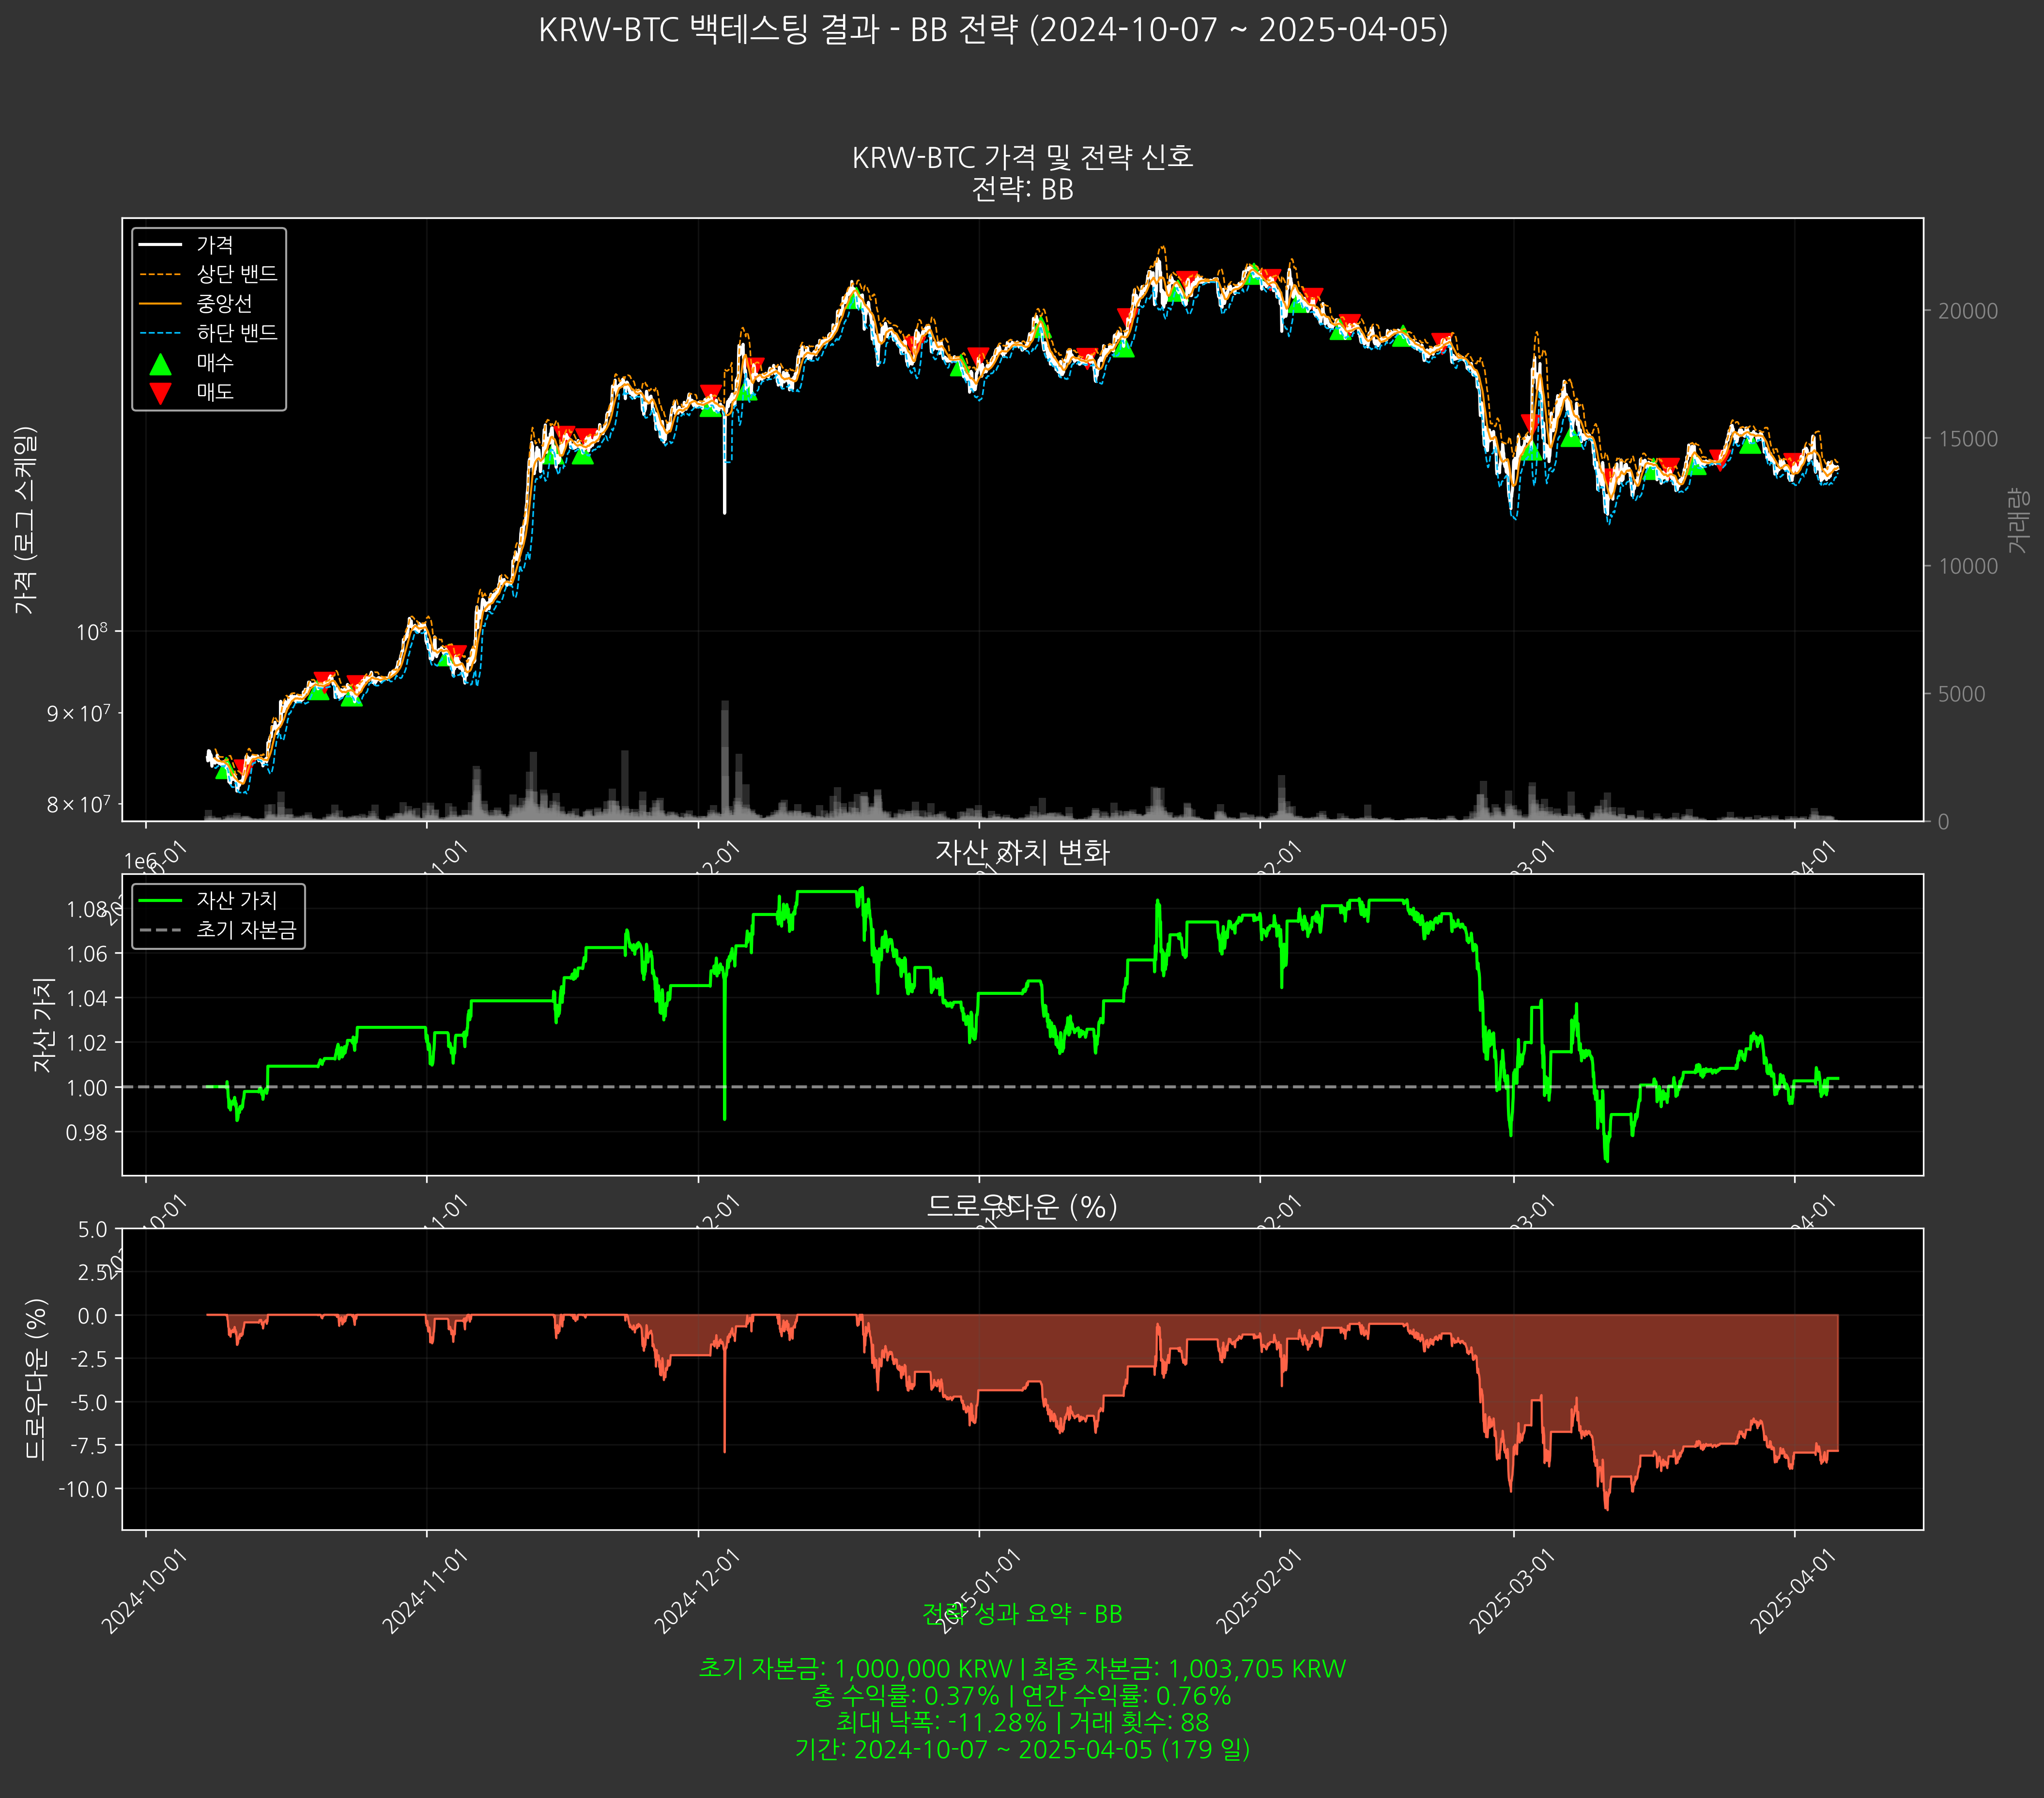 KRW-BTC 백테스팅 결과 - BB 전략 (2024-10-07 ~ 2025-04-05)
KRW-BTC 가격 및 전략 신호
전략: BB
가격
상단 밴드
중앙선
하단 밴드
매수
매도
가격 (로그 스케일)
10⁸
9×10⁷
8×10⁷
20000
15000
10000
5000
0
거래량
1e6
자산 가치 변화
자산 가치
초기 자본금
자산 가치
1.08
1.06
1.04
1.02
1.00
0.98
드로우다운 (%)
드로우다운 (%)
5.0
2.5
0.0
-2.5
-5.0
-7.5
-10.0
2024-10-01
2024-11-01
2024-12-01
2025-01-01
2025-02-01
2025-03-01
2025-04-01
전략 성과 요약 - BB
초기 자본금: 1,000,000 KRW | 최종 자본금: 1,003,705 KRW
총 수익률: 0.37% | 연간 수익률: 0.76%
최대 낙폭: -11.28% | 거래 횟수: 88
기간: 2024-10-07 ~ 2025-04-05 (179 일)